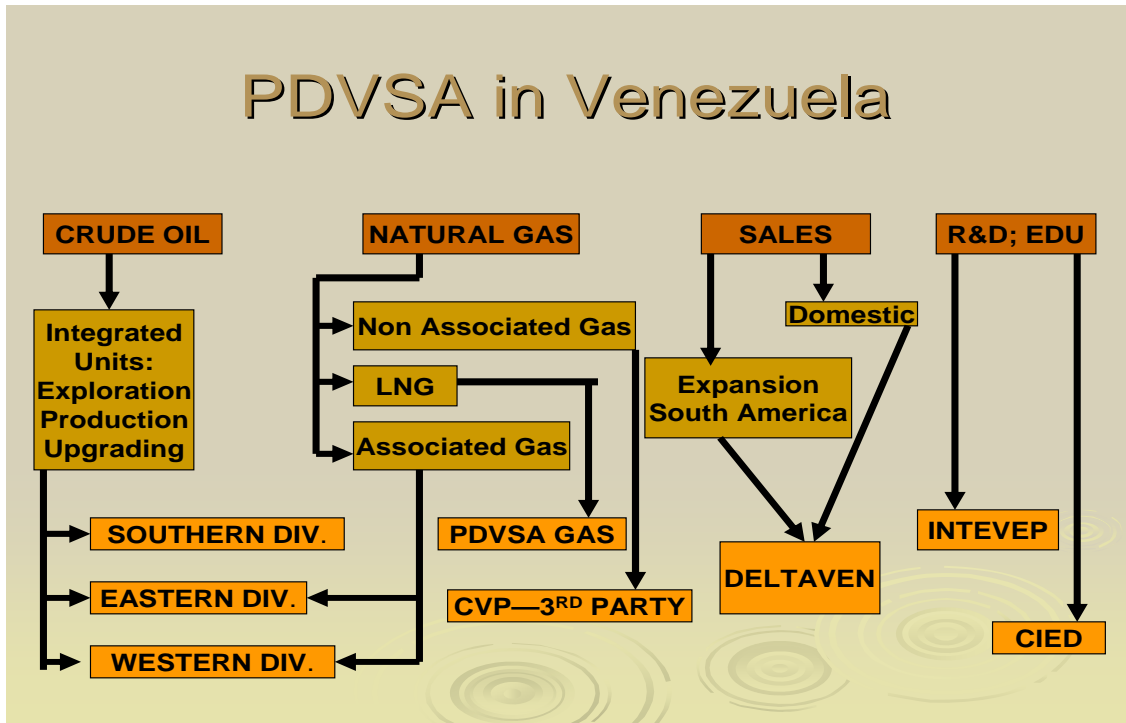 PDVSA in Venezuela
CRUDE OIL
NATURAL GAS
SALES
R&D; EDU
Integrated
Units:
Exploration
Production
Upgrading
Non Associated Gas
LNG
Associated Gas
Domestic
Expansion
South America
SOUTHERN DIV.
EASTERN DIV.
WESTERN DIV.
PDVSA GAS
CVP—3RD PARTY
DELTAVEN
INTEVEP
CIED